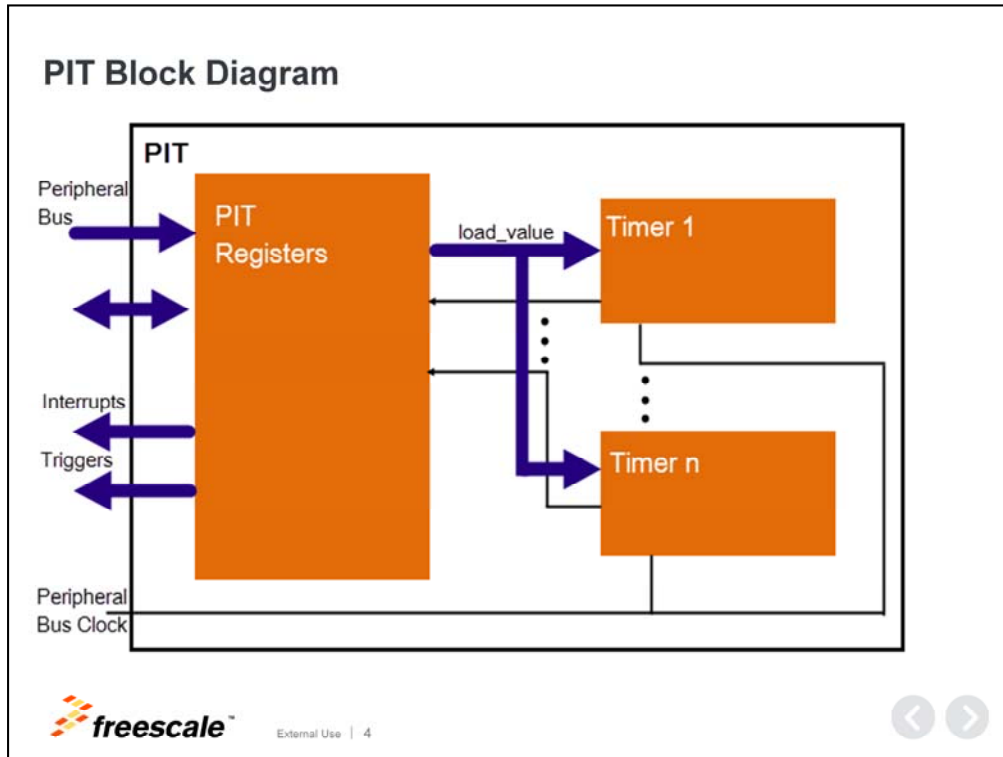 PIT Block Diagram
PIT
Peripheral
Bus
PIT
Registers
load_value
Timer 1
Interrupts
Triggers
Timer n
Peripheral
Bus Clock
freescale™
External Use | 4